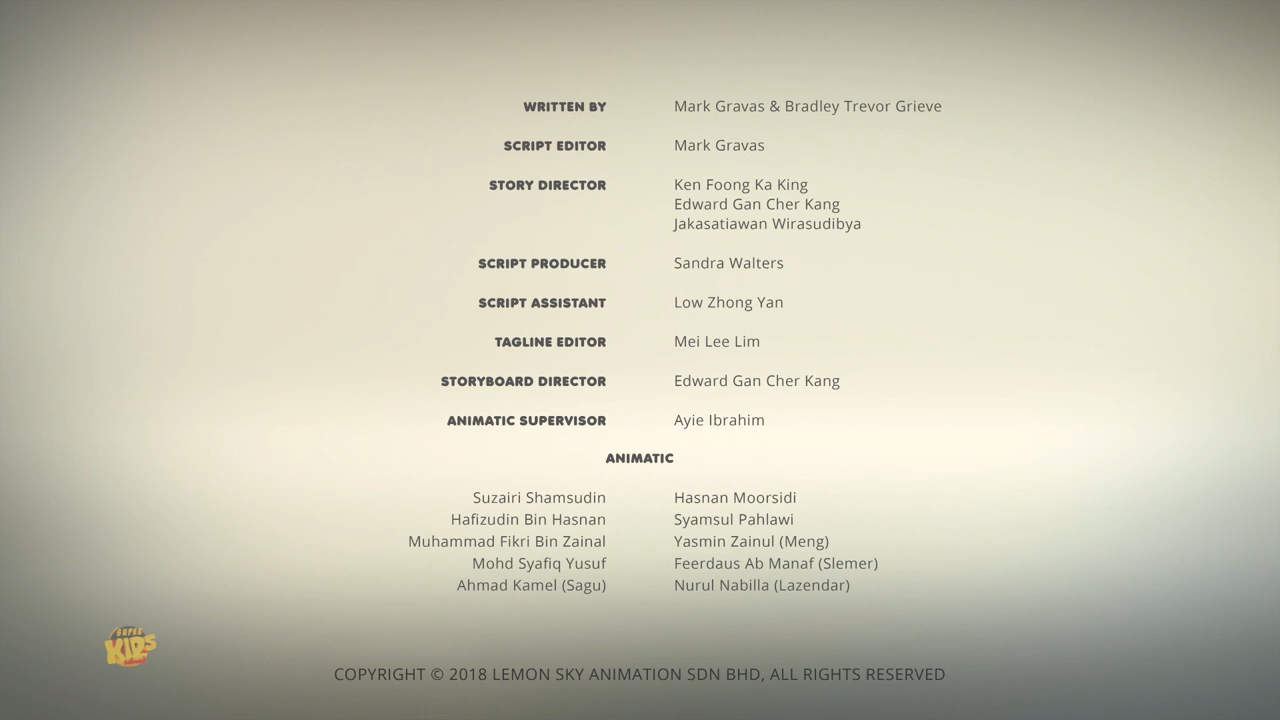 WRITTEN BY Mark Gravas & Bradley Trevor Grieve
SCRIPT EDITOR Mark Gravas
STORY DIRECTOR Ken Foong Ka King
Edward Gan Cher Kang
Jakasatiawan Wirasudibya
SCRIPT PRODUCER Sandra Walters
SCRIPT ASSISTANT Low Zhong Yan
TAGLINE EDITOR Mei Lee Lim
STORYBOARD DIRECTOR Edward Gan Cher Kang
ANIMATIC SUPERVISOR Ayie Ibrahim
ANIMATIC
Suzairi Shamsudin Hasnan Moorsidi
Hafizudin Bin Hasnan Syamsul Pahlawi
Muhammad Fikri Bin Zainal Yasmin Zainul (Meng)
Mohd Syafiq Yusuf Feerdaus Ab Manaf (Slemer)
Ahmad Kamel (Sagu) Nurul Nabilla (Lazendar)
SUPER
KIDS
COPYRIGHT © 2018 LEMON SKY ANIMATION SDN BHD, ALL RIGHTS RESERVED